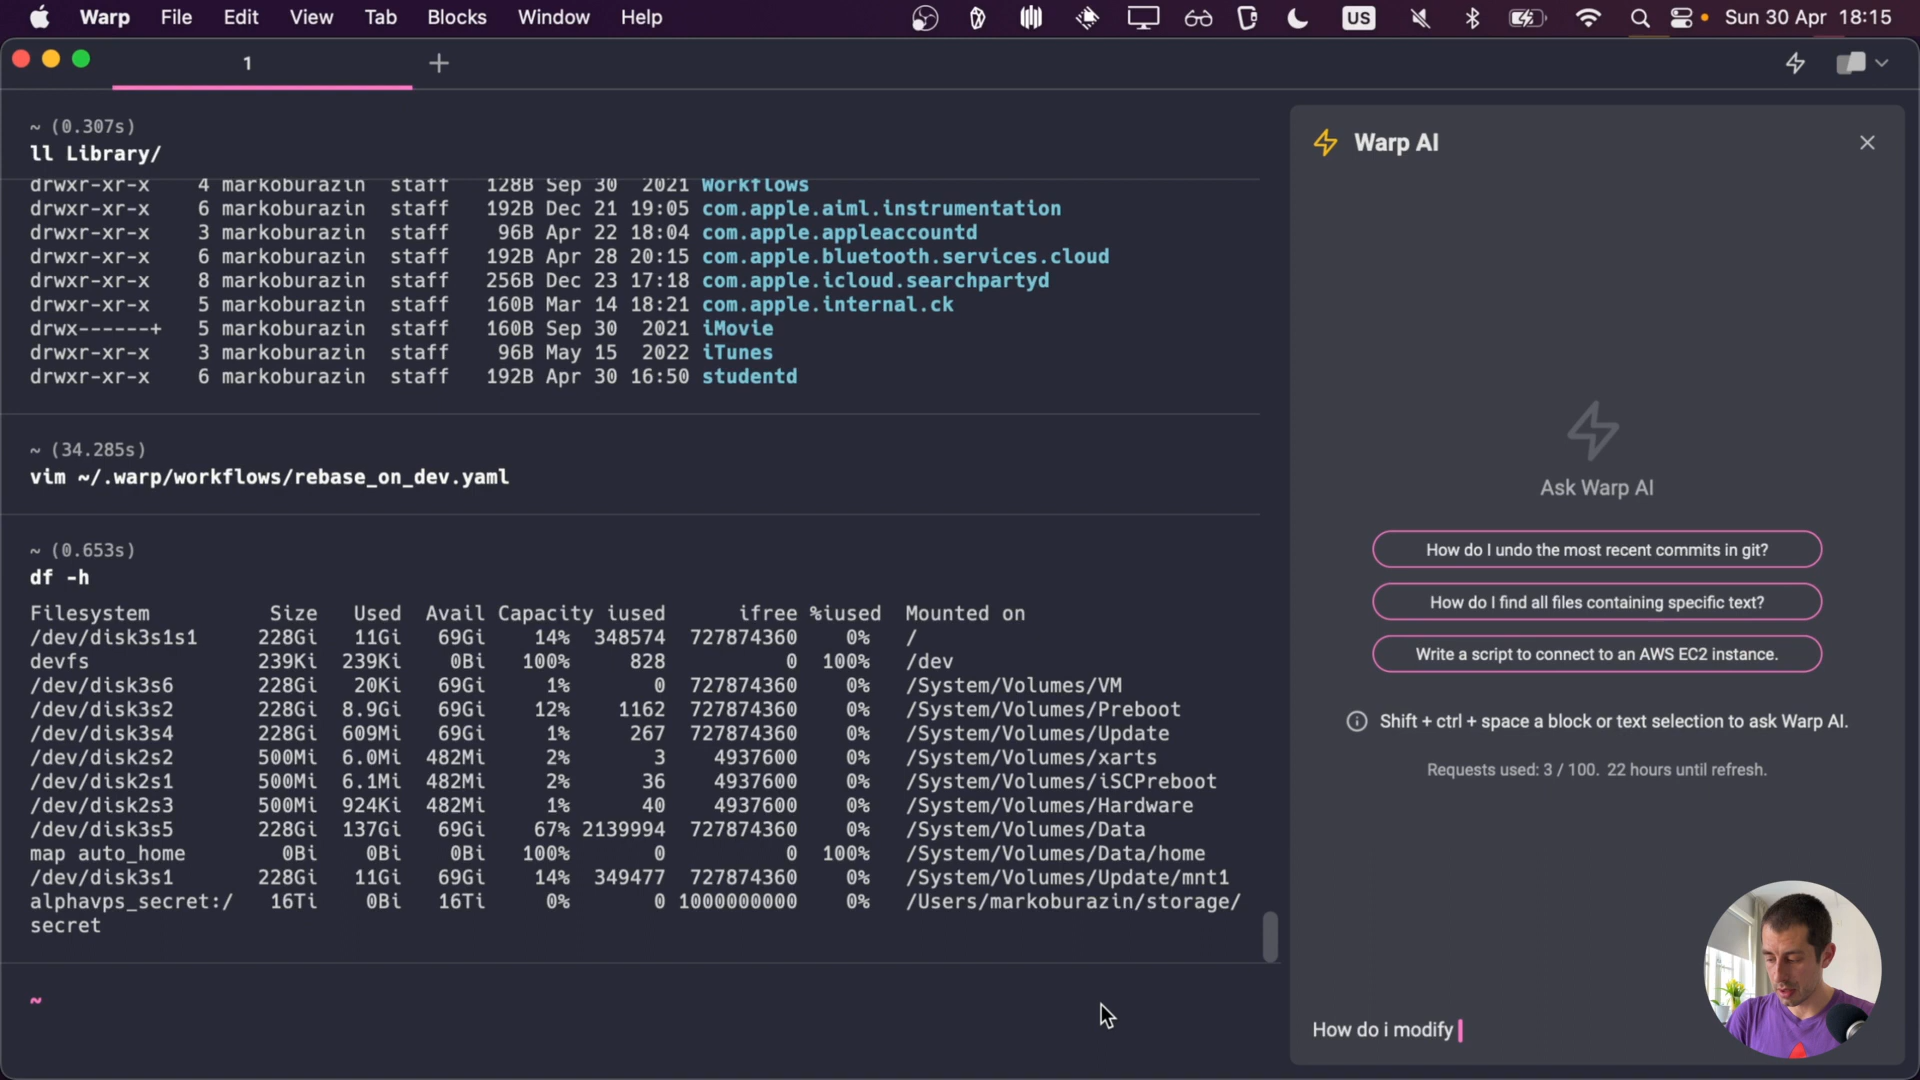 Warp File Edit View Tab Blocks Window Help US Sun 30 Apr 18:15
1 +
~ (0.307s)
ll Library/
drwxr-xr-x 4 markoburazin staff 128B Sep 30 2021 Workflows
drwxr-xr-x 6 markoburazin staff 192B Dec 21 19:05 com.apple.aiml.instrumentation
drwxr-xr-x 3 markoburazin staff 96B Apr 22 18:04 com.apple.appleaccountd
drwxr-xr-x 6 markoburazin staff 192B Apr 28 20:15 com.apple.bluetooth.services.cloud
drwxr-xr-x 8 markoburazin staff 256B Dec 23 17:18 com.apple.icloud.searchpartyd
drwxr-xr-x 5 markoburazin staff 160B Mar 14 18:21 com.apple.internal.ck
drwx------+ 5 markoburazin staff 160B Sep 30 2021 iMovie
drwxr-xr-x 3 markoburazin staff 96B May 15 2022 iTunes
drwxr-xr-x 6 markoburazin staff 192B Apr 30 16:50 studentd
~ (34.285s)
vim ~/.warp/workflows/rebase_on_dev.yaml
~ (0.653s)
df -h
Filesystem Size Used Avail Capacity iused ifree %iused Mounted on
/dev/disk3s1s1 228Gi 11Gi 69Gi 14% 348574 727874360 0% /
devfs 239Ki 239Ki 0Bi 100% 828 0 100% /dev
/dev/disk3s6 228Gi 20Ki 69Gi 1% 0 727874360 0% /System/Volumes/VM
/dev/disk3s2 228Gi 8.9Gi 69Gi 12% 1162 727874360 0% /System/Volumes/Preboot
/dev/disk3s4 228Gi 609Mi 69Gi 1% 267 727874360 0% /System/Volumes/Update
/dev/disk2s2 500Mi 6.0Mi 482Mi 2% 3 4937600 0% /System/Volumes/xarts
/dev/disk2s1 500Mi 6.1Mi 482Mi 2% 36 4937600 0% /System/Volumes/iSCPreboot
/dev/disk2s3 500Mi 924Ki 482Mi 1% 40 4937600 0% /System/Volumes/Hardware
/dev/disk3s5 228Gi 137Gi 69Gi 67% 2139994 727874360 0% /System/Volumes/Data
map auto_home 0Bi 0Bi 0Bi 100% 0 0 100% /System/Volumes/Data/home
/dev/disk3s1 228Gi 11Gi 69Gi 14% 349477 727874360 0% /System/Volumes/Update/mnt1
alphavps_secret:/ 16Ti 0Bi 16Ti 0% 0 1000000000 0% /Users/markoburazin/storage/
secret
~
Warp AI
Ask Warp AI
How do I undo the most recent commits in git?
How do I find all files containing specific text?
Write a script to connect to an AWS EC2 instance.
Shift + ctrl + space a block or text selection to ask Warp AI.
Requests used: 3 / 100. 22 hours until refresh.
How do i modify